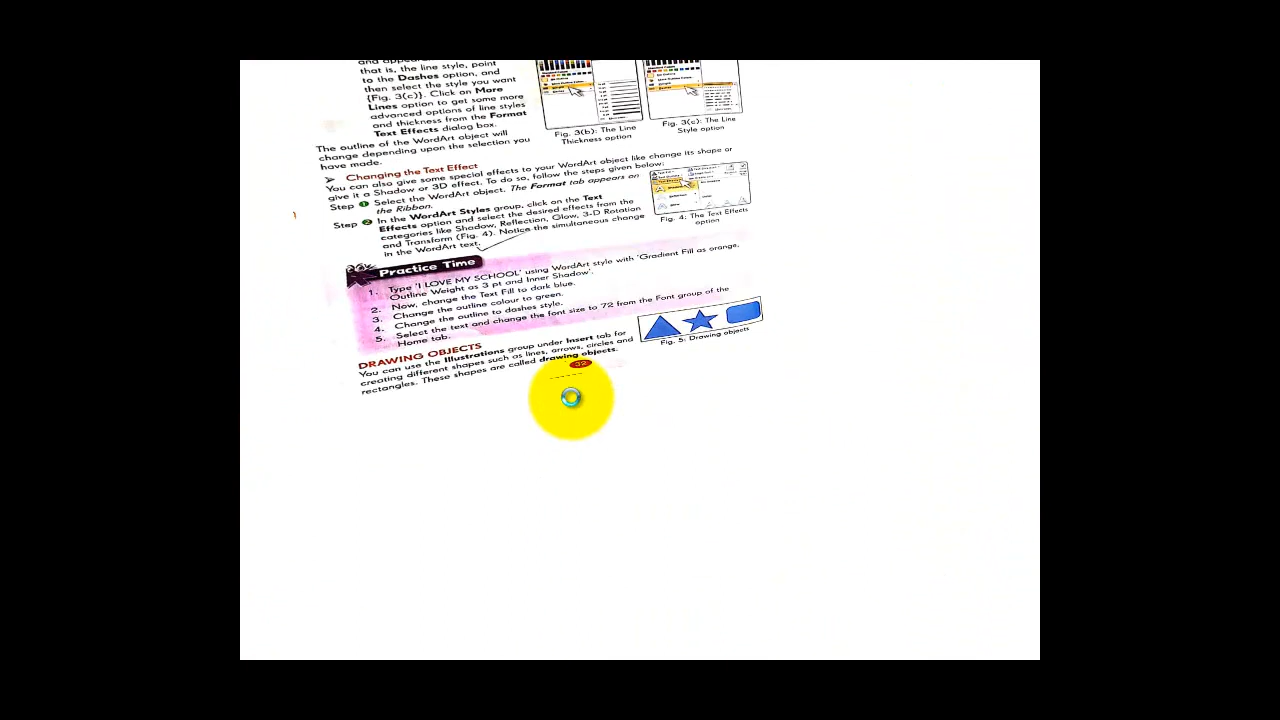 that is, the line style, point
to the Dashes option, and
then select the style you want
{Fig. 3(c)}. Click on More
Lines option to get some more
advanced options of line styles
and thickness from the Format
Text Effects dialog box.
The outline of the WordArt object will
change depending upon the selection you
have made.
Fig. 3(b): The Line
Thickness option
Fig. 3(c): The Line
Style option
➢ Changing the Text Effect
You can also give some special effects to your WordArt object like change its shape or
give it a Shadow or 3D effect. To do so, follow the steps given below:
Step 1 Select the WordArt object. The Format tab appears on
the Ribbon.
Step 2 In the WordArt Styles group, click on the Text
Effects option and select the desired effects from the
categories like Shadow, Reflection, Glow, 3-D Rotation
and Transform (Fig. 4). Notice the simultaneous change
in the WordArt text.
Fig. 4: The Text Effects
option
Practice Time
1. Type 'I LOVE MY SCHOOL' using WordArt style with 'Gradient Fill as orange,
Outline Weight as 3 pt and Inner Shadow'.
2. Now, change the Text Fill to dark blue.
3. Change the outline colour to green.
4. Change the outline to dashes style.
5. Select the text and change the font size to 72 from the Font group of the
Home tab.
DRAWING OBJECTS
You can use the Illustrations group under Insert tab for
creating different shapes such as lines, arrows, circles and
rectangles. These shapes are called drawing objects.
Fig. 5: Drawing objects
32